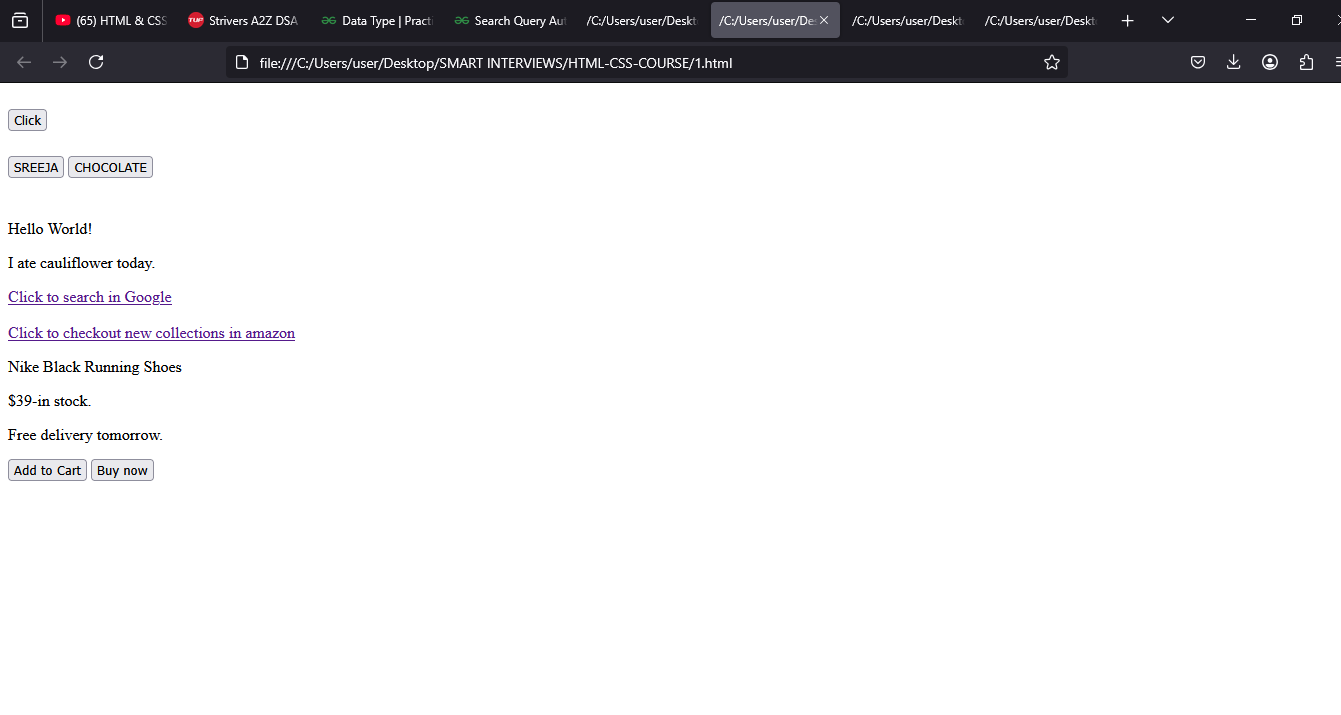 (65) HTML & CSS
TUF Strivers A2Z DSA
Data Type | Practi
Search Query Aut
/C:/Users/user/Deskt
/C:/Users/user/De
/C:/Users/user/Deskt
/C:/Users/user/Deskt
file:///C:/Users/user/Desktop/SMART INTERVIEWS/HTML-CSS-COURSE/1.html
Click
SREEJA CHOCOLATE
Hello World!
I ate cauliflower today.
Click to search in Google
Click to checkout new collections in amazon
Nike Black Running Shoes
$39-in stock.
Free delivery tomorrow.
Add to Cart Buy now